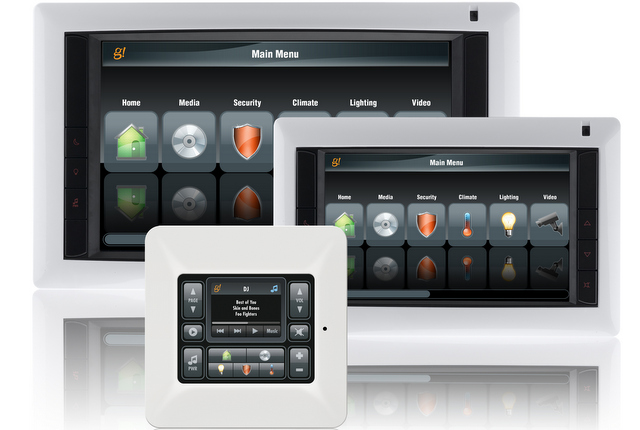 g!
Main Menu
Home Media Security Climate Lighting Video
g!
Main Menu
Home Media Security Climate Lighting Video
g! DJ
PAGE
VOL
Best of You
Skin and Bones
Foo Fighters
Music
PWR